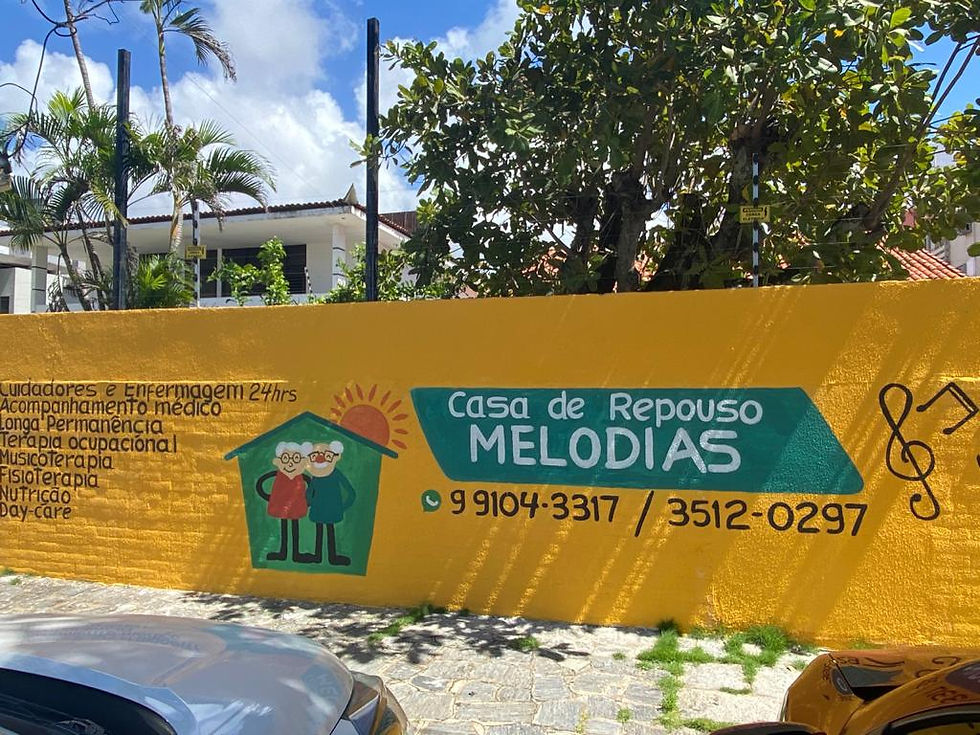 Cuidadores e Enfermagem 24hrs
Acompanhamento médico
Longa Permanência
Terapia ocupacional
Musicoterapia
Fisioterapia
Nutrição
Day-care
Casa de Repouso
MELODIAS
9 9104-3317 / 3512-0297